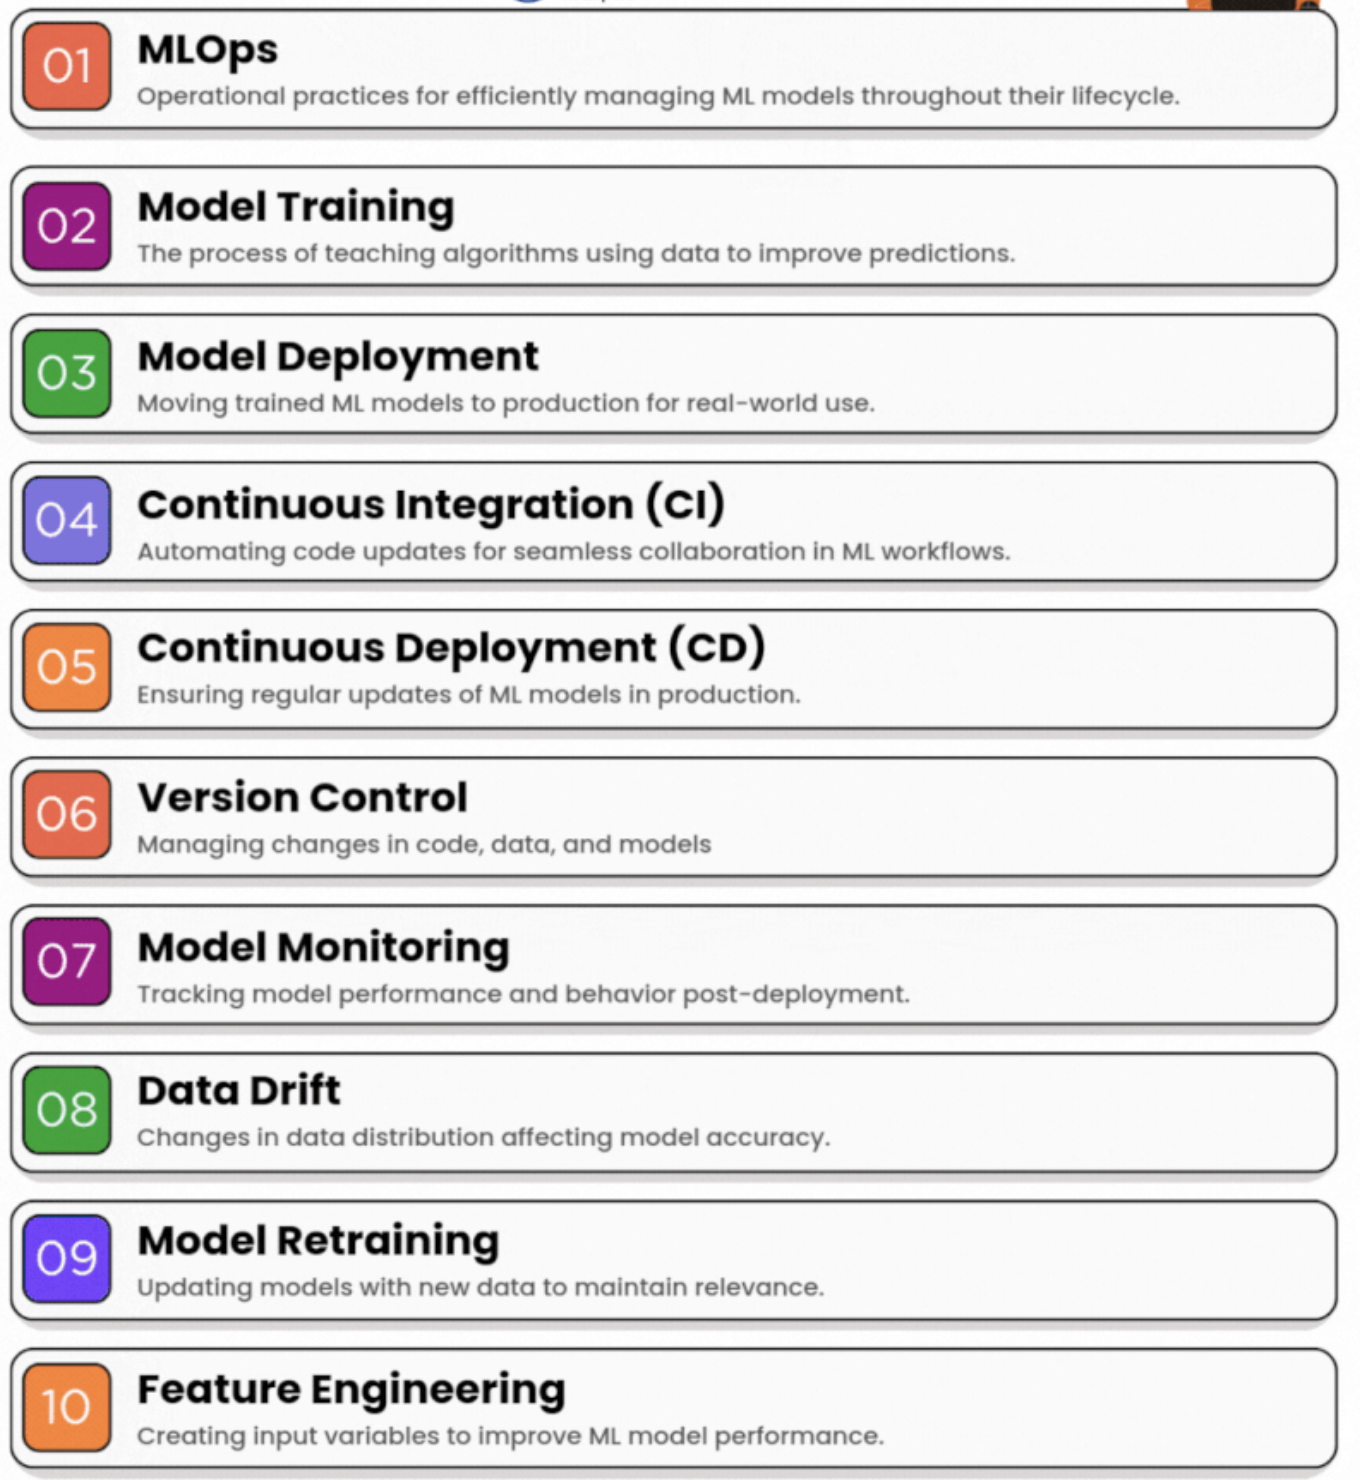 01
MLOps
Operational practices for efficiently managing ML models throughout their lifecycle.
02
Model Training
The process of teaching algorithms using data to improve predictions.
03
Model Deployment
Moving trained ML models to production for real-world use.
04
Continuous Integration (CI)
Automating code updates for seamless collaboration in ML workflows.
05
Continuous Deployment (CD)
Ensuring regular updates of ML models in production.
06
Version Control
Managing changes in code, data, and models
07
Model Monitoring
Tracking model performance and behavior post-deployment.
08
Data Drift
Changes in data distribution affecting model accuracy.
09
Model Retraining
Updating models with new data to maintain relevance.
10
Feature Engineering
Creating input variables to improve ML model performance.